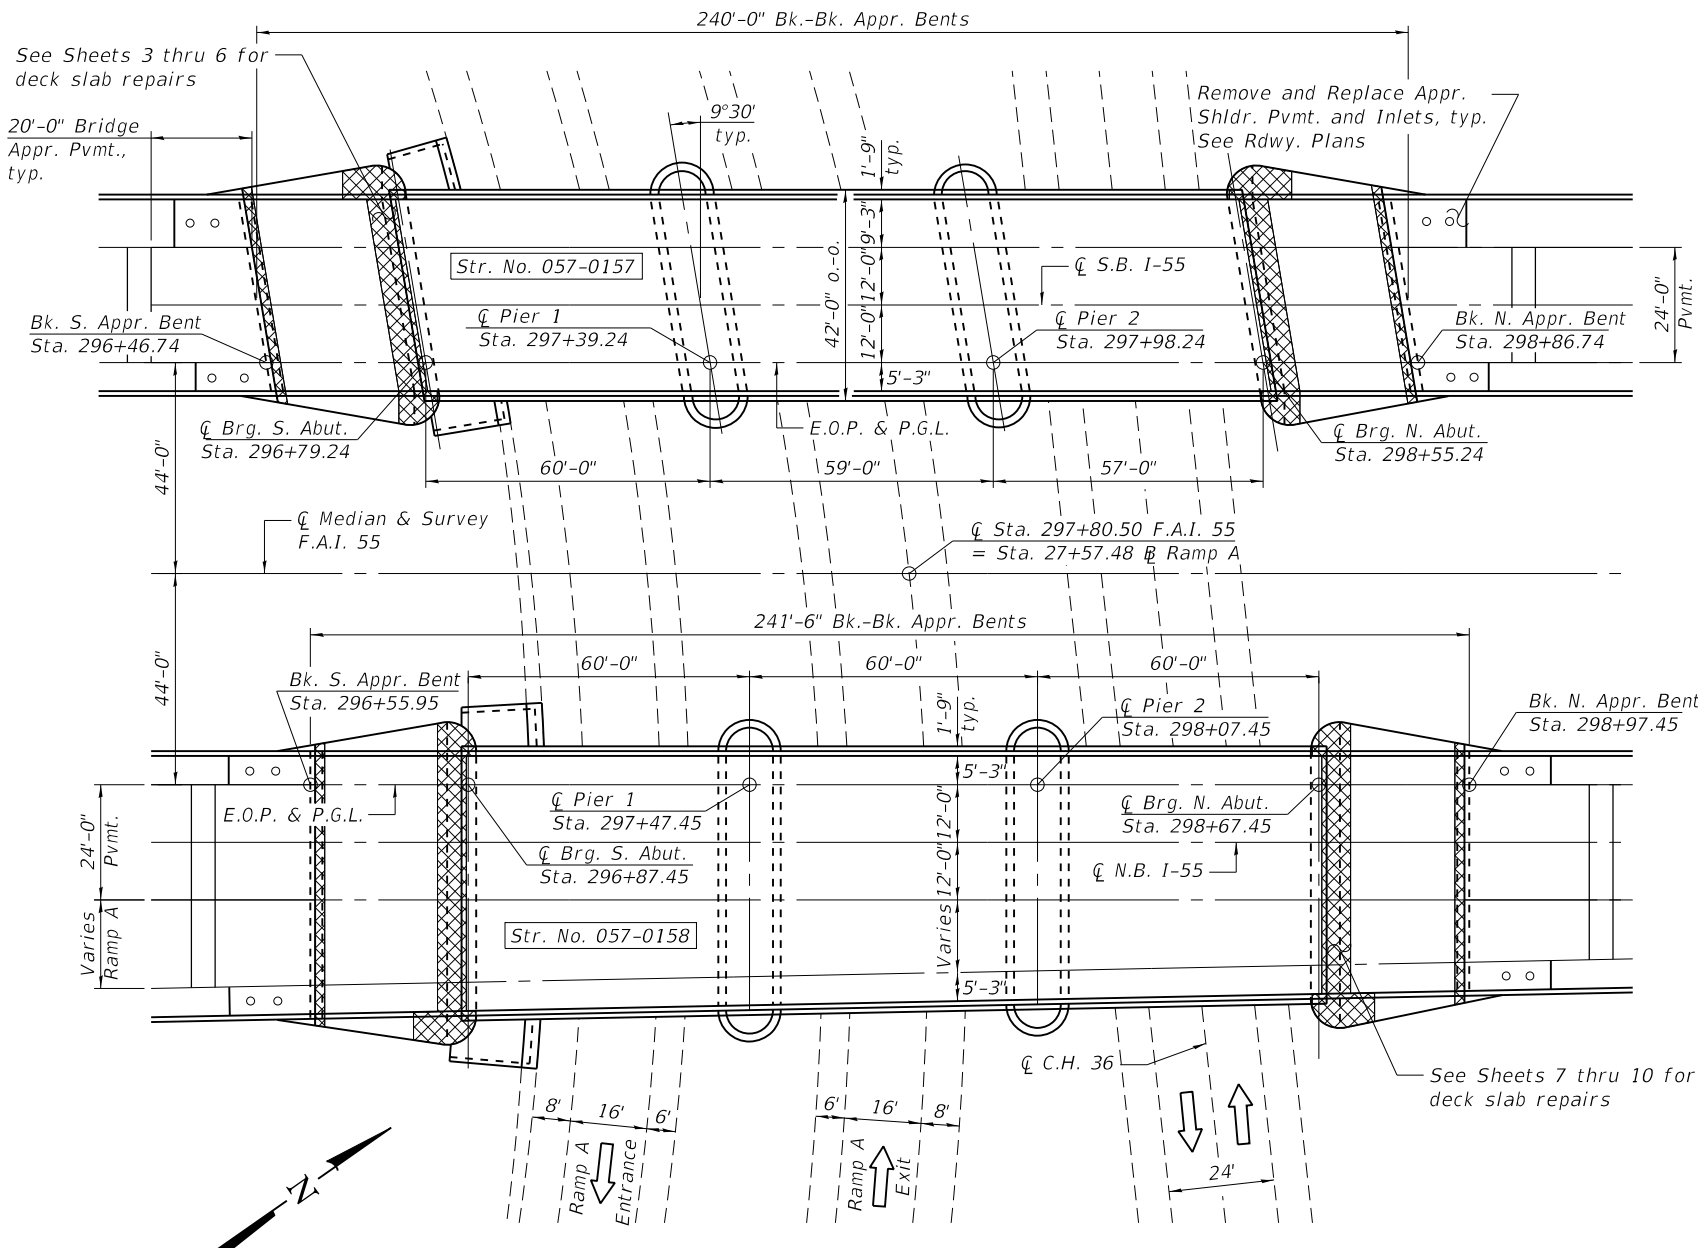 240'-0" Bk.-Bk. Appr. Bents
See Sheets 3 thru 6 for
deck slab repairs
20'-0" Bridge
Appr. Pvmt.,
typ.
9°30'
typ.
1'-9"
typ.
Remove and Replace Appr.
Shldr. Pvmt. and Inlets, typ.
See Rdwy. Plans
Str. No. 057-0157
42'-0" o.-o.
9'-3"
12'-0"
12'-0"
5'-3"
℄ S.B. I-55
24'-0"
Pvmt.
Bk. S. Appr. Bent
Sta. 296+46.74
℄ Pier 1
Sta. 297+39.24
℄ Pier 2
Sta. 297+98.24
Bk. N. Appr. Bent
Sta. 298+86.74
℄ Brg. S. Abut.
Sta. 296+79.24
E.O.P. & P.G.L.
℄ Brg. N. Abut.
Sta. 298+55.24
60'-0"
59'-0"
57'-0"
44'-0"
℄ Median & Survey
F.A.I. 55
℄ Sta. 297+80.50 F.A.I. 55
= Sta. 27+57.48 ⅊ Ramp A
44'-0"
241'-6" Bk.-Bk. Appr. Bents
60'-0"
60'-0"
60'-0"
Bk. S. Appr. Bent
Sta. 296+55.95
1'-9"
typ.
℄ Pier 2
Sta. 298+07.45
Bk. N. Appr. Bent
Sta. 298+97.45
5'-3"
E.O.P. & P.G.L.
℄ Pier 1
Sta. 297+47.45
℄ Brg. N. Abut.
Sta. 298+67.45
24'-0"
Pvmt.
12'-0"
12'-0"
℄ Brg. S. Abut.
Sta. 296+87.45
℄ N.B. I-55
Varies
Ramp A
Str. No. 057-0158
Varies
5'-3"
℄ C.H. 36
See Sheets 7 thru 10 for
deck slab repairs
8'
16'
6'
6'
16'
8'
Ramp A
Entrance
Ramp A
Exit
24'
N